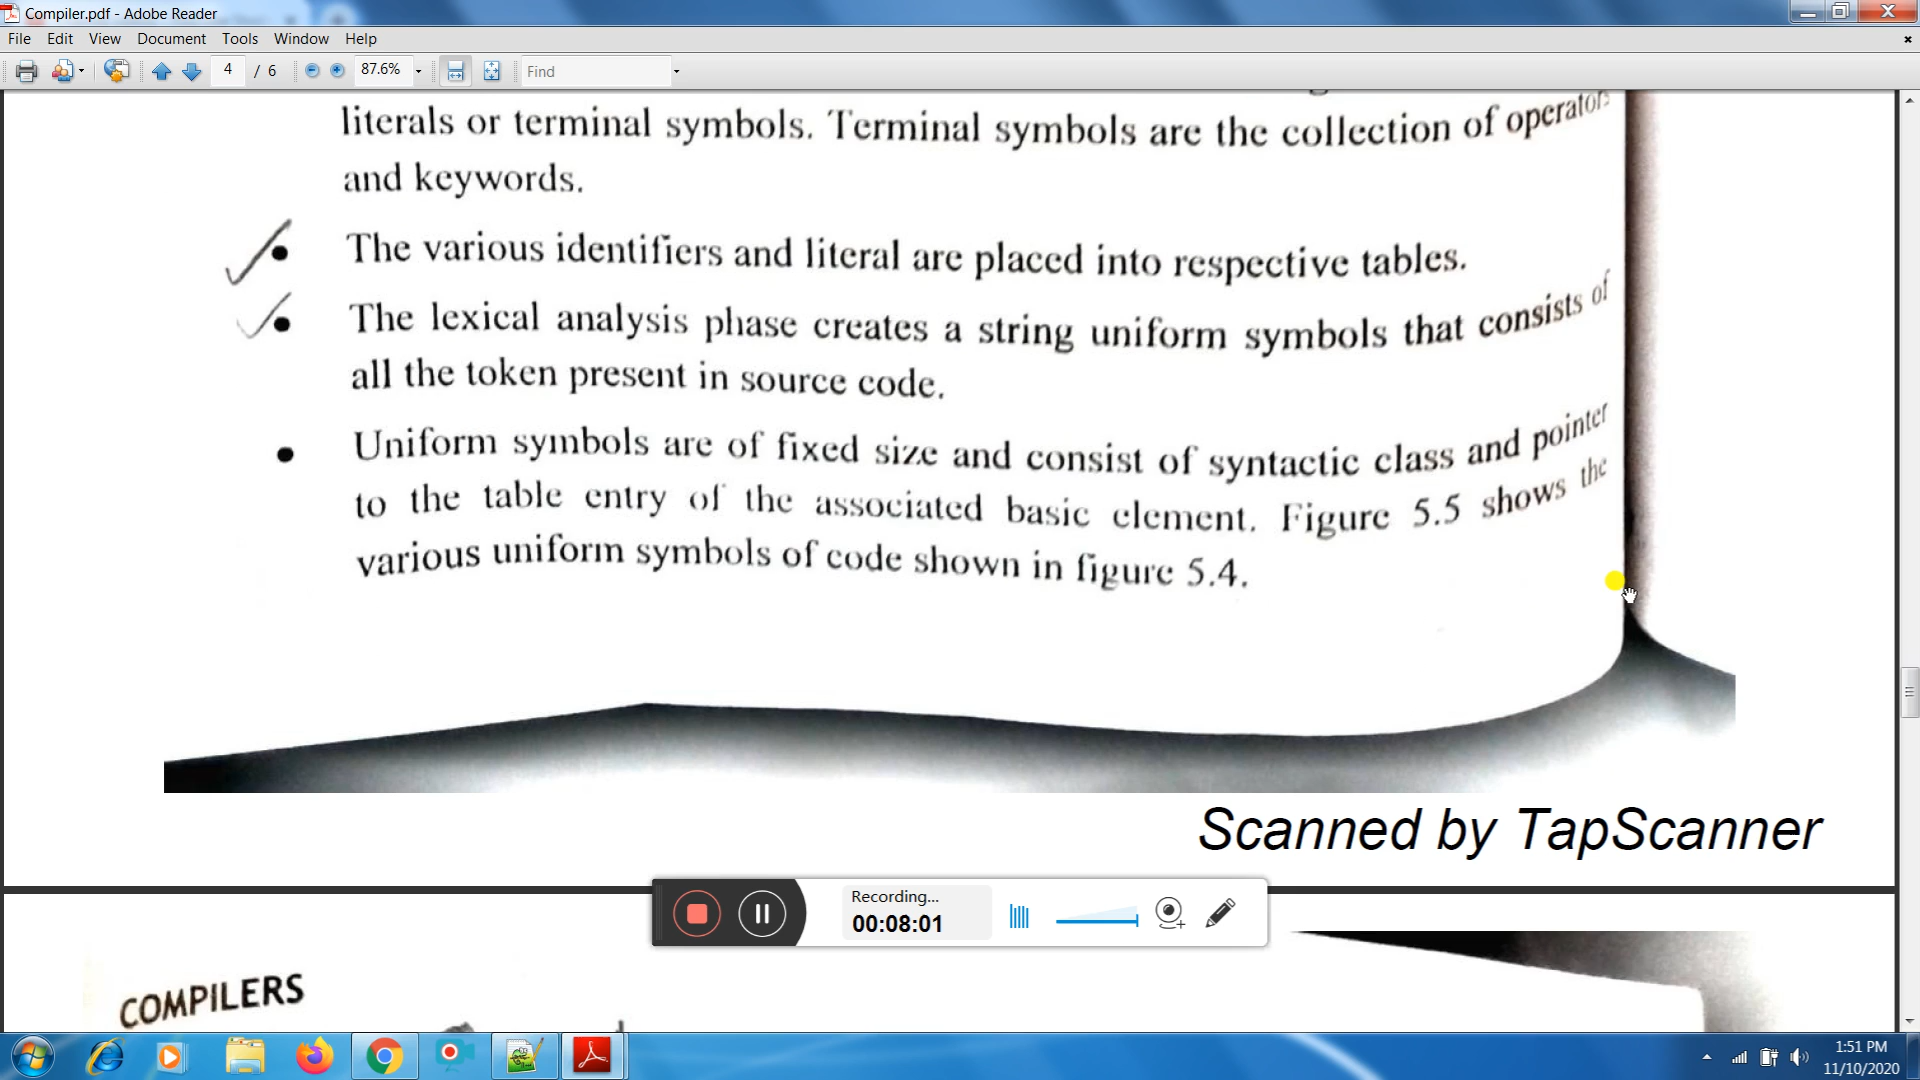 Compiler.pdf - Adobe Reader
File Edit View Document Tools Window Help
4 / 6 87.6% Find
literals or terminal symbols. Terminal symbols are the collection of operators
and keywords.
• The various identifiers and literal are placed into respective tables.
• The lexical analysis phase creates a string uniform symbols that consists of
all the token present in source code.
• Uniform symbols are of fixed size and consist of syntactic class and pointer
to the table entry of the associated basic element. Figure 5.5 shows the
various uniform symbols of code shown in figure 5.4.
Scanned by TapScanner
Recording...
00:08:01
COMPILERS
1:51 PM
11/10/2020